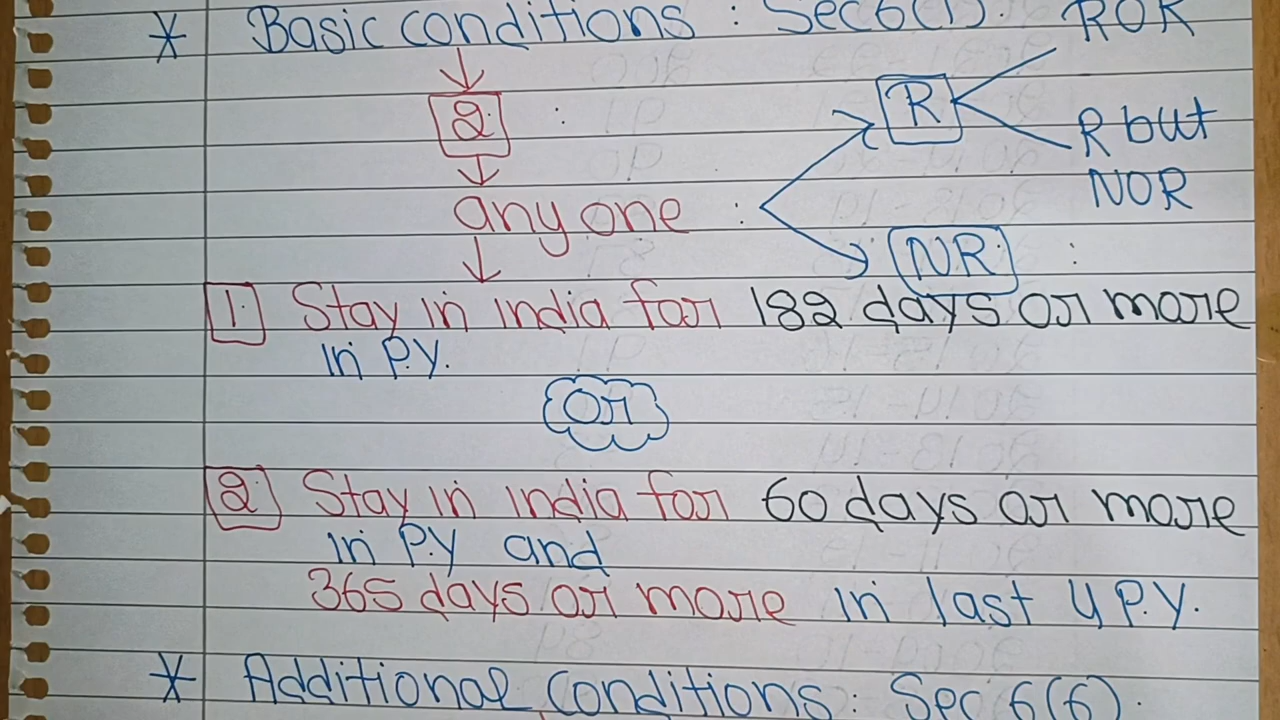 * Basic conditions : Sec 6(1). ROR
2 :
R
R but
NOR
any one :
NR :
1. Stay in india for 182 days or more
in P.Y.
or
2. Stay in india for 60 days or more
in P.Y and
365 days or more in last 4 P.Y.
* Additional Conditions: Sec 6(6).